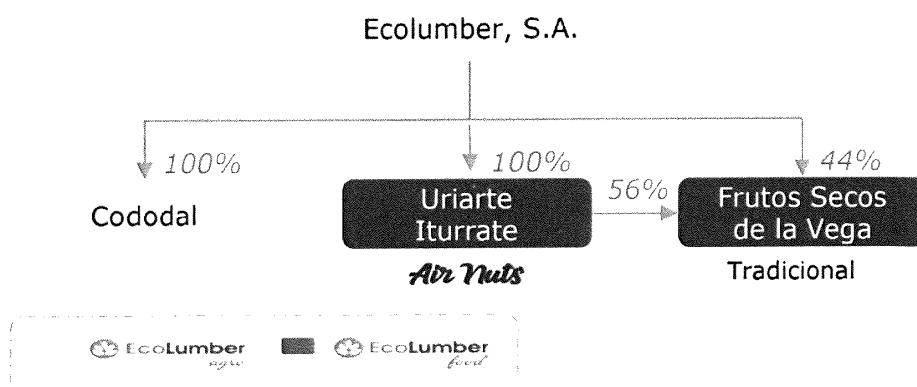 Ecolumber, S.A.
100%
100%
44%
Cododal
Uriarte
Iturrate
56%
Frutos Secos
de la Vega
Air Nuts
Tradicional
EcoLumber
agro
EcoLumber
food